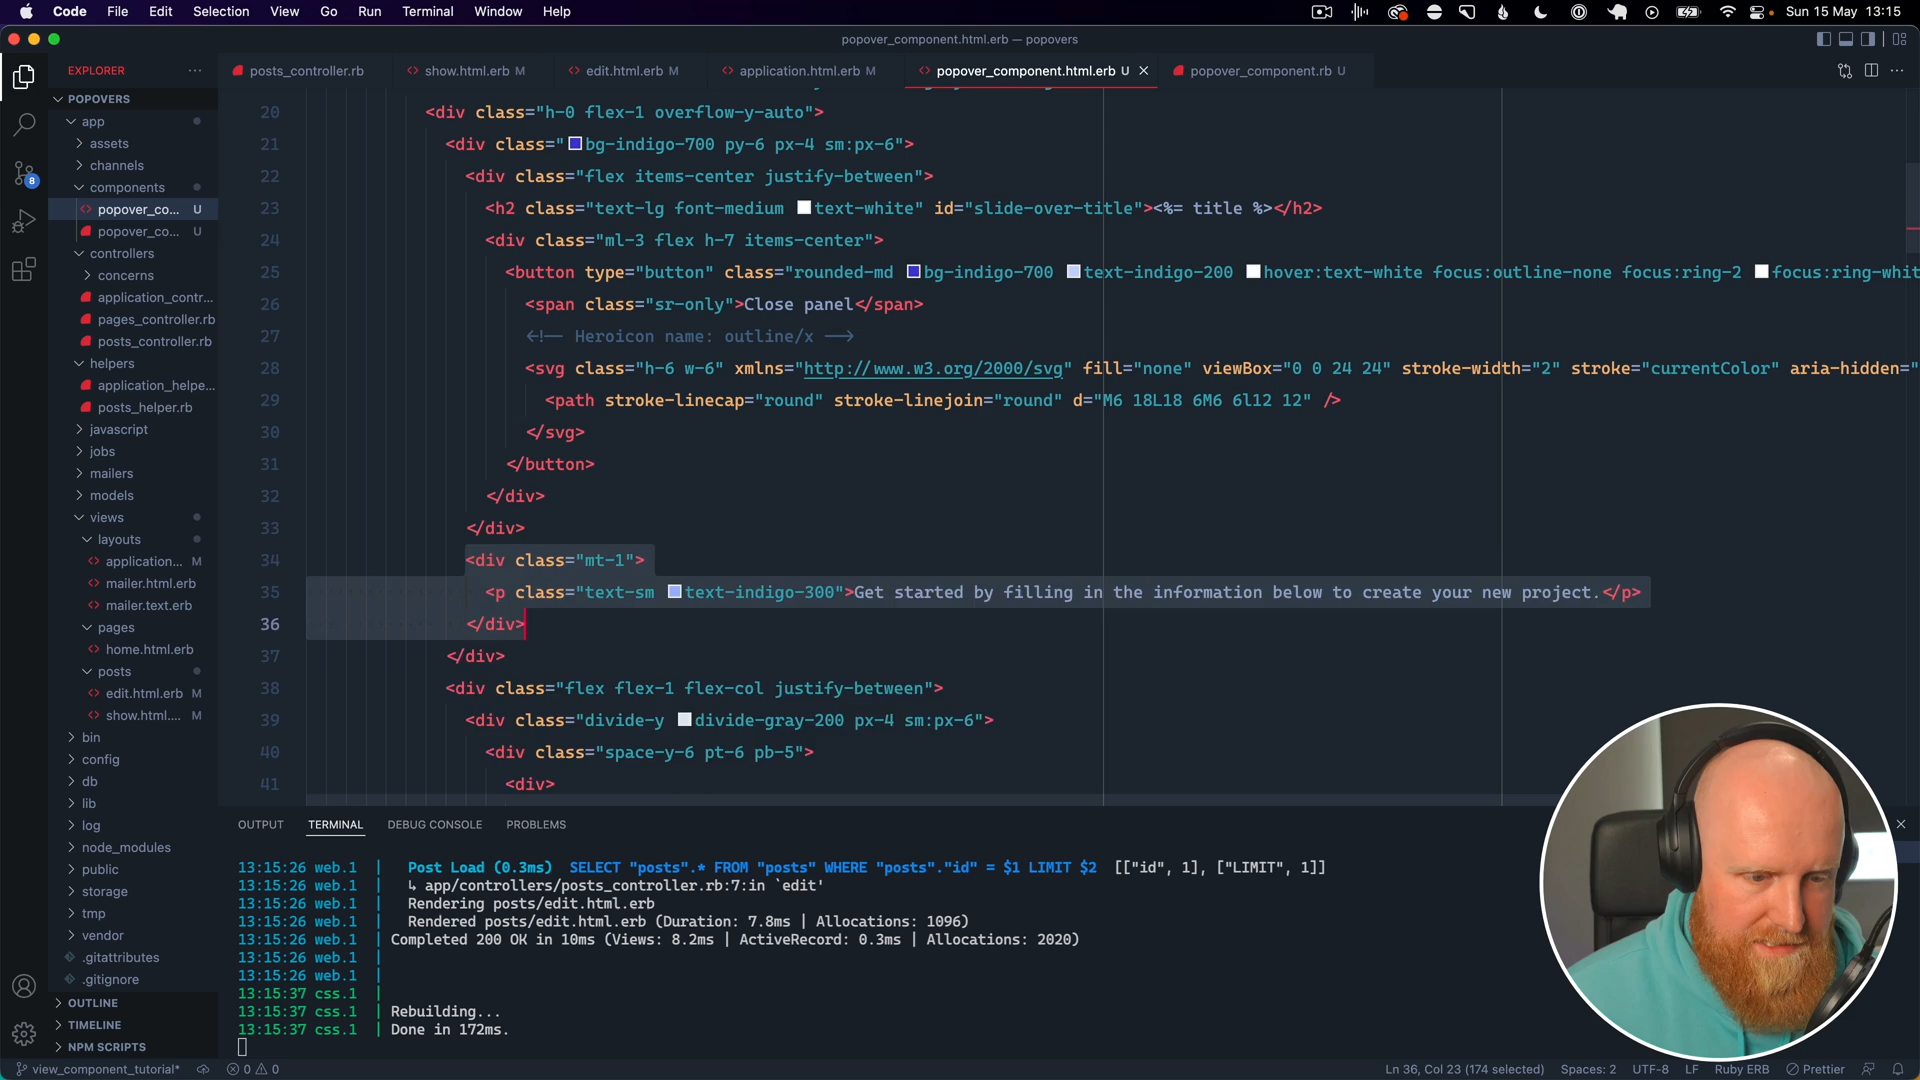 Code File Edit Selection View Go Run Terminal Window Help
Sun 15 May 13:15
popover_component.html.erb — popovers
EXPLORER
posts_controller.rb
show.html.erb M
edit.html.erb M
application.html.erb M
popover_component.html.erb U
popover_component.rb U
POPOVERS
app
assets
channels
components
popover_co... U
popover_co... U
controllers
concerns
application_contr...
pages_controller.rb
posts_controller.rb
helpers
application_helpe...
posts_helper.rb
javascript
jobs
mailers
models
views
layouts
application... M
mailer.html.erb
mailer.text.erb
pages
home.html.erb
posts
edit.html.erb M
show.html.... M
bin
config
db
lib
log
node_modules
public
storage
tmp
vendor
.gitattributes
.gitignore
OUTLINE
TIMELINE
NPM SCRIPTS
8
20 <div class="h-0 flex-1 overflow-y-auto">
21 <div class="bg-indigo-700 py-6 px-4 sm:px-6">
22 <div class="flex items-center justify-between">
23 <h2 class="text-lg font-medium text-white" id="slide-over-title"><%= title %></h2>
24 <div class="ml-3 flex h-7 items-center">
25 <button type="button" class="rounded-md bg-indigo-700 text-indigo-200 hover:text-white focus:outline-none focus:ring-2 focus:ring-whit
26 <span class="sr-only">Close panel</span>
27 <!-- Heroicon name: outline/x -->
28 <svg class="h-6 w-6" xmlns="http://www.w3.org/2000/svg" fill="none" viewBox="0 0 24 24" stroke-width="2" stroke="currentColor" aria-hidden="
29 <path stroke-linecap="round" stroke-linejoin="round" d="M6 18L18 6M6 6l12 12" />
30 </svg>
31 </button>
32 </div>
33 </div>
34 <div class="mt-1">
35 <p class="text-sm text-indigo-300">Get started by filling in the information below to create your new project.</p>
36 </div>
37 </div>
38 <div class="flex flex-1 flex-col justify-between">
39 <div class="divide-y divide-gray-200 px-4 sm:px-6">
40 <div class="space-y-6 pt-6 pb-5">
41 <div>
OUTPUT TERMINAL DEBUG CONSOLE PROBLEMS
13:15:26 web.1 | Post Load (0.3ms) SELECT "posts".* FROM "posts" WHERE "posts"."id" = $1 LIMIT $2 [["id", 1], ["LIMIT", 1]]
13:15:26 web.1 | ↳ app/controllers/posts_controller.rb:7:in `edit'
13:15:26 web.1 | Rendering posts/edit.html.erb
13:15:26 web.1 | Rendered posts/edit.html.erb (Duration: 7.8ms | Allocations: 1096)
13:15:26 web.1 | Completed 200 OK in 10ms (Views: 8.2ms | ActiveRecord: 0.3ms | Allocations: 2020)
13:15:26 web.1 |
13:15:26 web.1 |
13:15:37 css.1 |
13:15:37 css.1 | Rebuilding...
13:15:37 css.1 | Done in 172ms.
view_component_tutorial* 0 0
Ln 36, Col 23 (174 selected) Spaces: 2 UTF-8 LF Ruby ERB Prettier